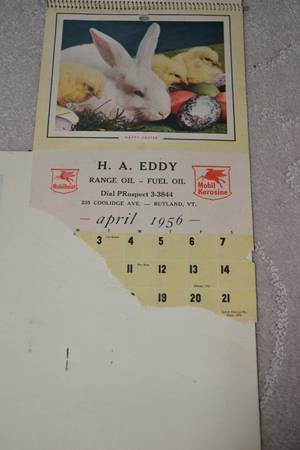 HAPPY EASTER
H. A. EDDY
RANGE OIL – FUEL OIL
Dial PRospect 3-3844
235 COOLIDGE AVE. — RUTLAND, VT.
Mobilheat
Mobil
Kerosine
april 1956
T W T F S
3 4 5 6 7
11 12 13 14
19 20 21